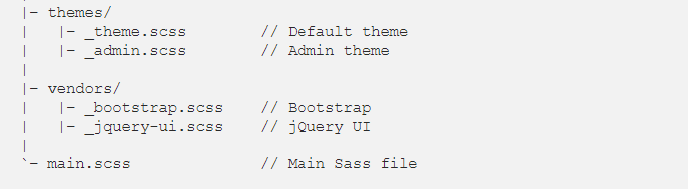 |- themes/
|   |- _theme.scss        // Default theme
|   |- _admin.scss        // Admin theme
|
|- vendors/
|   |- _bootstrap.scss    // Bootstrap
|   |- _jquery-ui.scss    // jQuery UI
|
`- main.scss              // Main Sass file